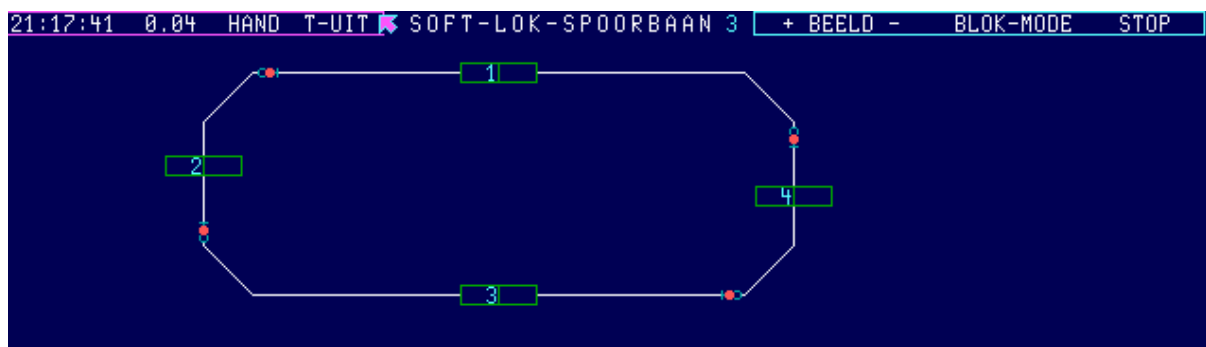 21:17:41 0.04 HAND T-UIT SOFT-LOK-SPOORBAAN 3 + BEELD - BLOK-MODE STOP
1
2
4
3